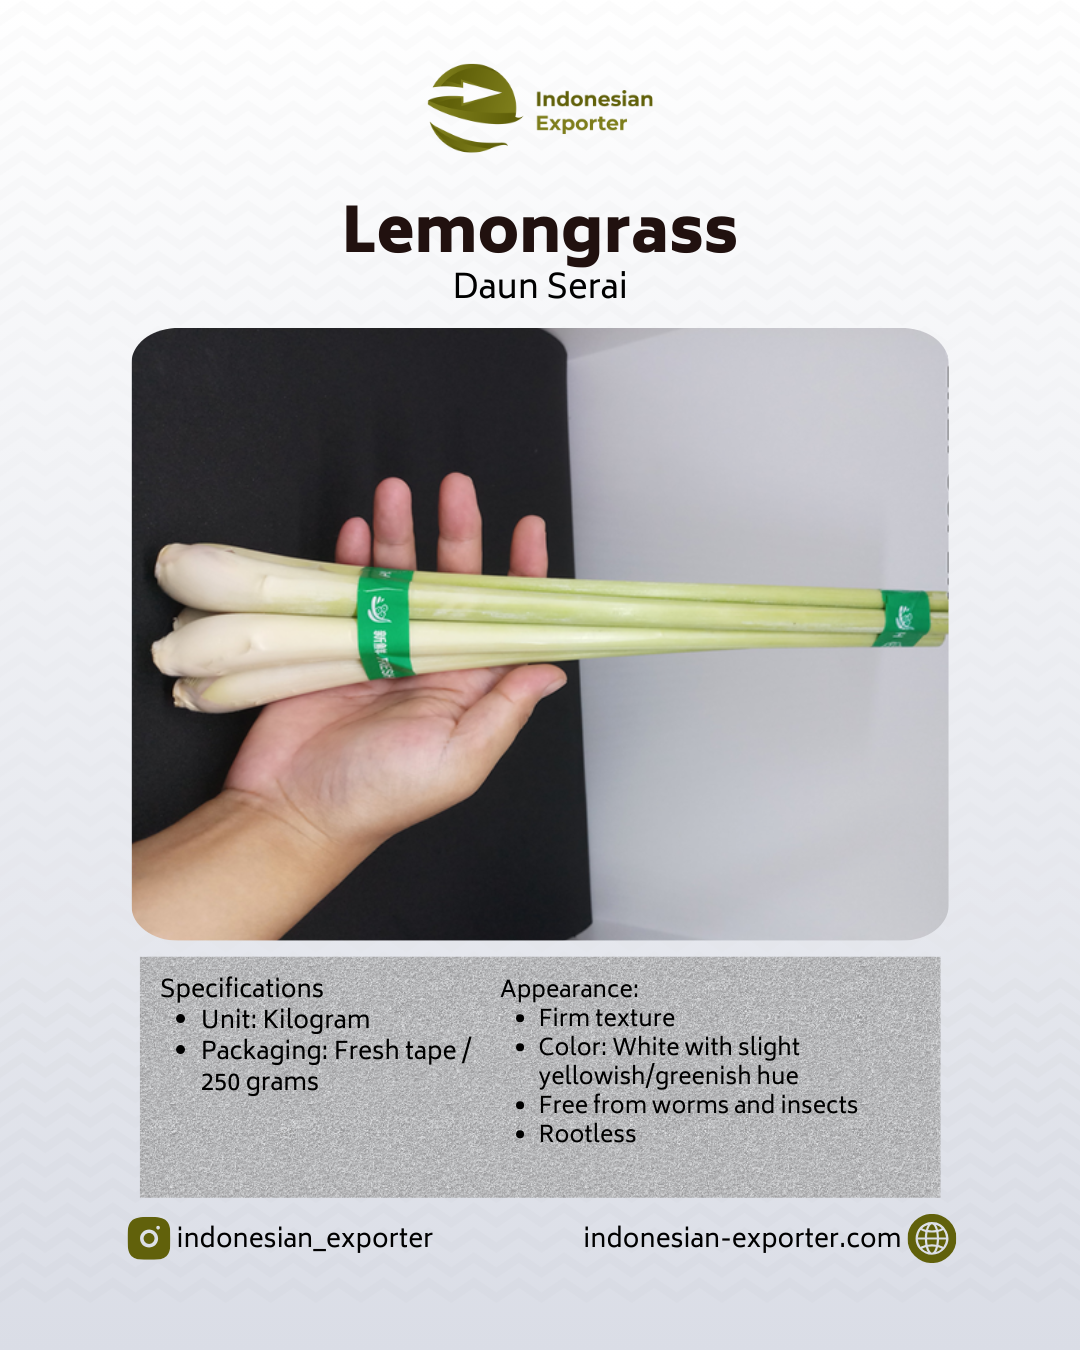 Indonesian
Exporter
Lemongrass
Daun Serai
Specifications
• Unit: Kilogram
• Packaging: Fresh tape /
250 grams
Appearance:
• Firm texture
• Color: White with slight
yellowish/greenish hue
• Free from worms and insects
• Rootless
indonesian_exporter
indonesian-exporter.com